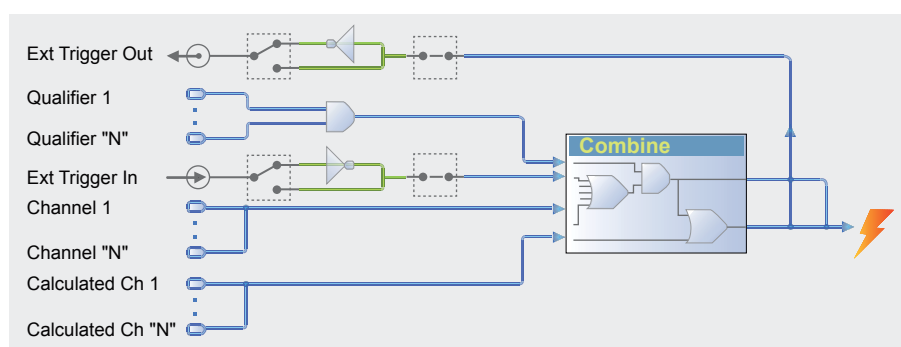 Ext Trigger Out
Qualifier 1
Qualifier "N"
Ext Trigger In
Channel 1
Channel "N"
Calculated Ch 1
Calculated Ch "N"
Combine